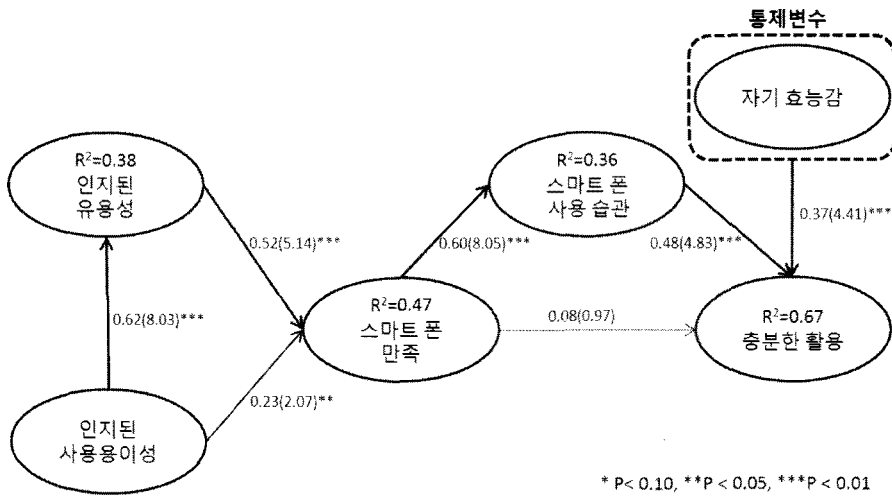 통제변수
자기 효능감
R²=0.38
인지된
유용성
R²=0.36
스마트 폰
사용 습관
0.37(4.41)***
0.52(5.14)***
0.60(8.05)***
0.48(4.83)***
0.62(8.03)***
R²=0.47
스마트 폰
만족
0.08(0.97)
R²=0.67
충분한 활용
0.23(2.07)**
인지된
사용용이성
* P< 0.10, **P < 0.05, ***P < 0.01